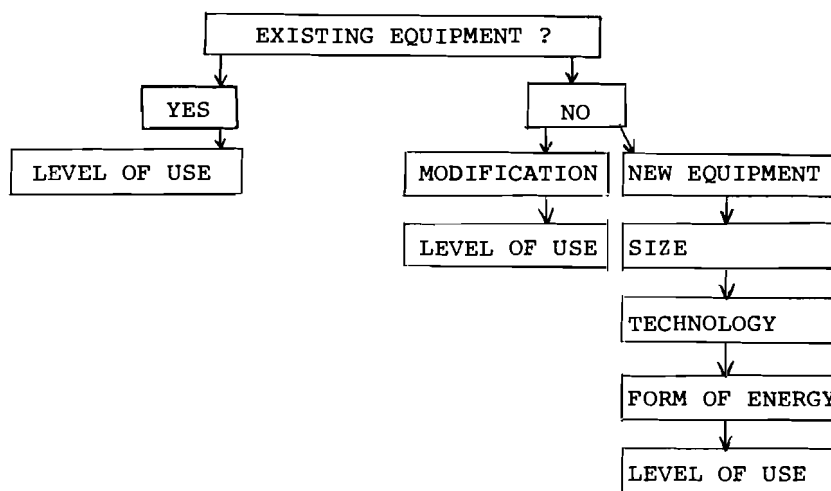 EXISTING EQUIPMENT ?
YES
NO
LEVEL OF USE
MODIFICATION
NEW EQUIPMENT
LEVEL OF USE
SIZE
TECHNOLOGY
FORM OF ENERGY
LEVEL OF USE